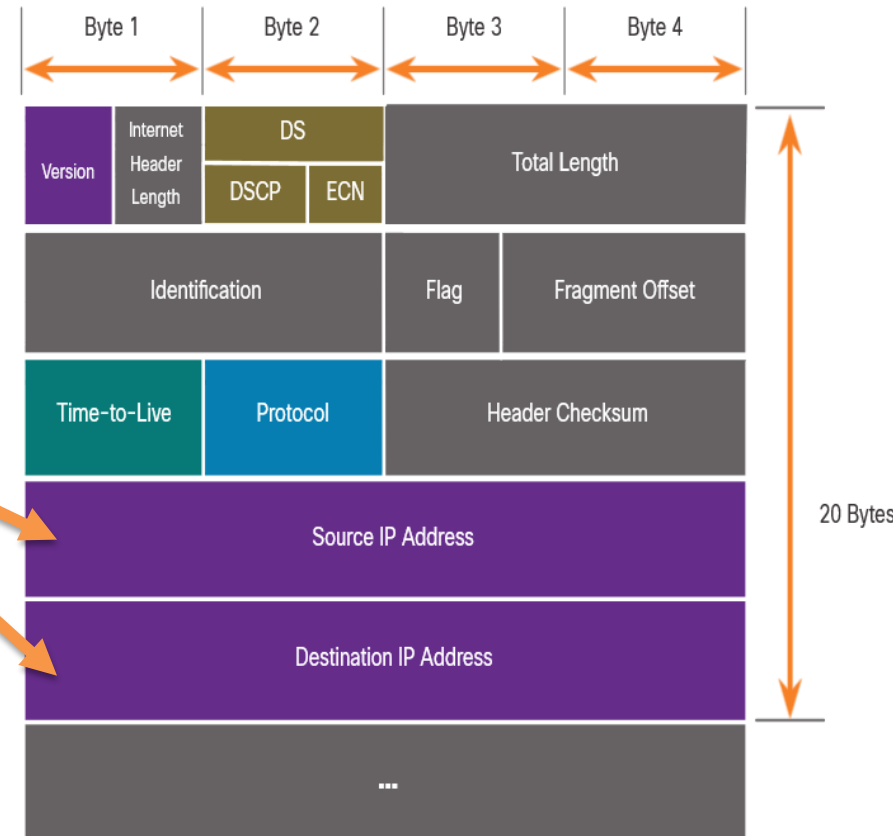 Byte 1
Byte 2
Byte 3
Byte 4
Version
Internet
Header
Length
DS
DSCP
ECN
Total Length
Identification
Flag
Fragment Offset
Time-to-Live
Protocol
Header Checksum
Source IP Address
20 Bytes
Destination IP Address
...